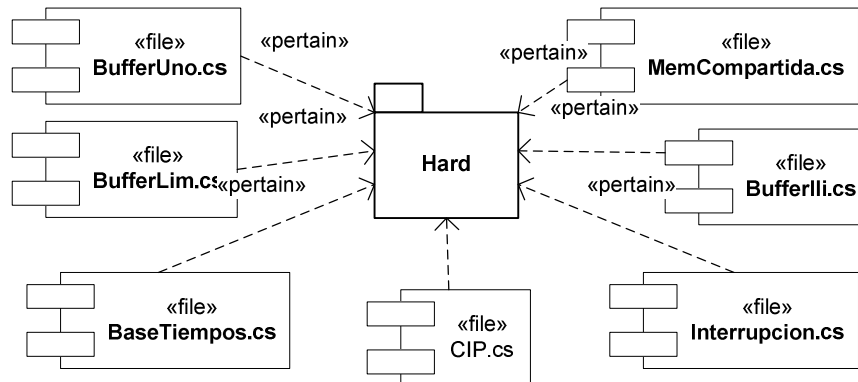 «file»
BufferUno.cs
«pertain»
«pertain»
«file»
MemCompartida.cs
«pertain»
«pertain»
«file»
BufferLim.cs
«pertain»
Hard
«file»
BufferIli.cs
«pertain»
«file»
BaseTiempos.cs
«file»
CIP.cs
«file»
Interrupcion.cs